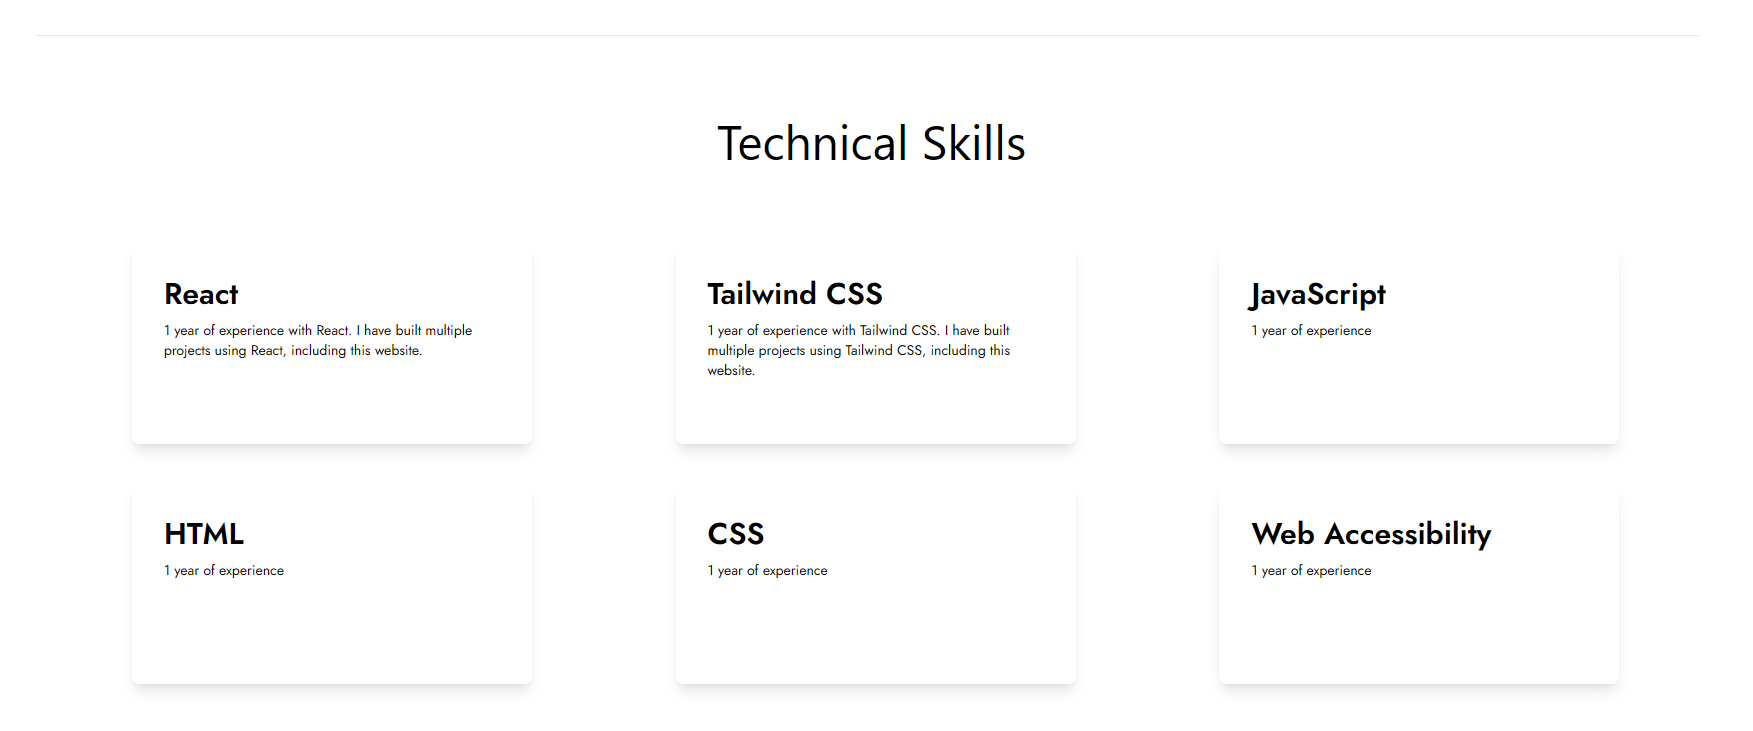 Technical Skills
React
1 year of experience with React. I have built multiple
projects using React, including this website.
Tailwind CSS
1 year of experience with Tailwind CSS. I have built
multiple projects using Tailwind CSS, including this
website.
JavaScript
1 year of experience
HTML
1 year of experience
CSS
1 year of experience
Web Accessibility
1 year of experience